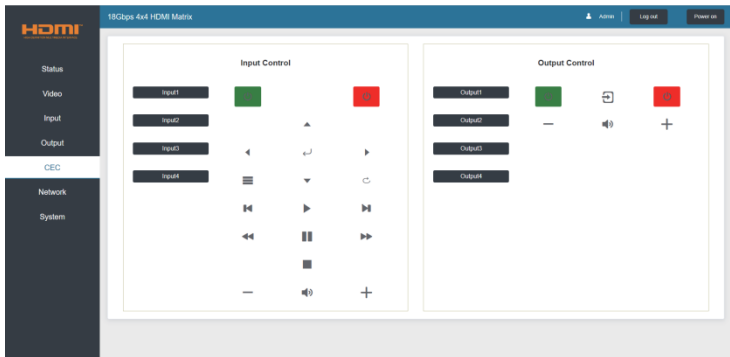 HDMI
18Gbps 4x4 HDMI Matrix
Admin
Log out
Power on
Status
Video
Input
Output
CEC
Network
System
Input Control
Input1
Input2
Input3
Input4
Output Control
Output1
Output2
Output3
Output4